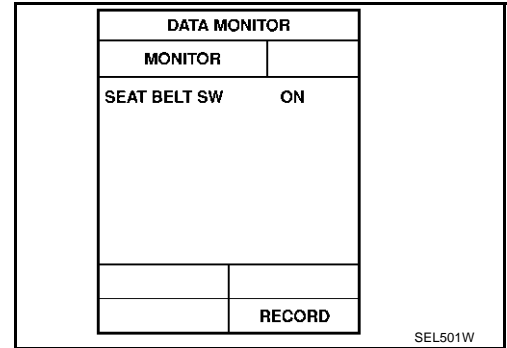 DATA MONITOR
MONITOR
SEAT BELT SW ON
RECORD
SEL501W